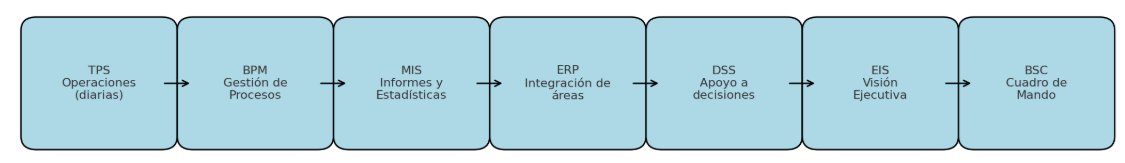 TPS
Operaciones
(diarias)
BPM
Gestión de
Procesos
MIS
Informes y
Estadísticas
ERP
Integración de
áreas
DSS
Apoyo a
decisiones
EIS
Visión
Ejecutiva
BSC
Cuadro de
Mando